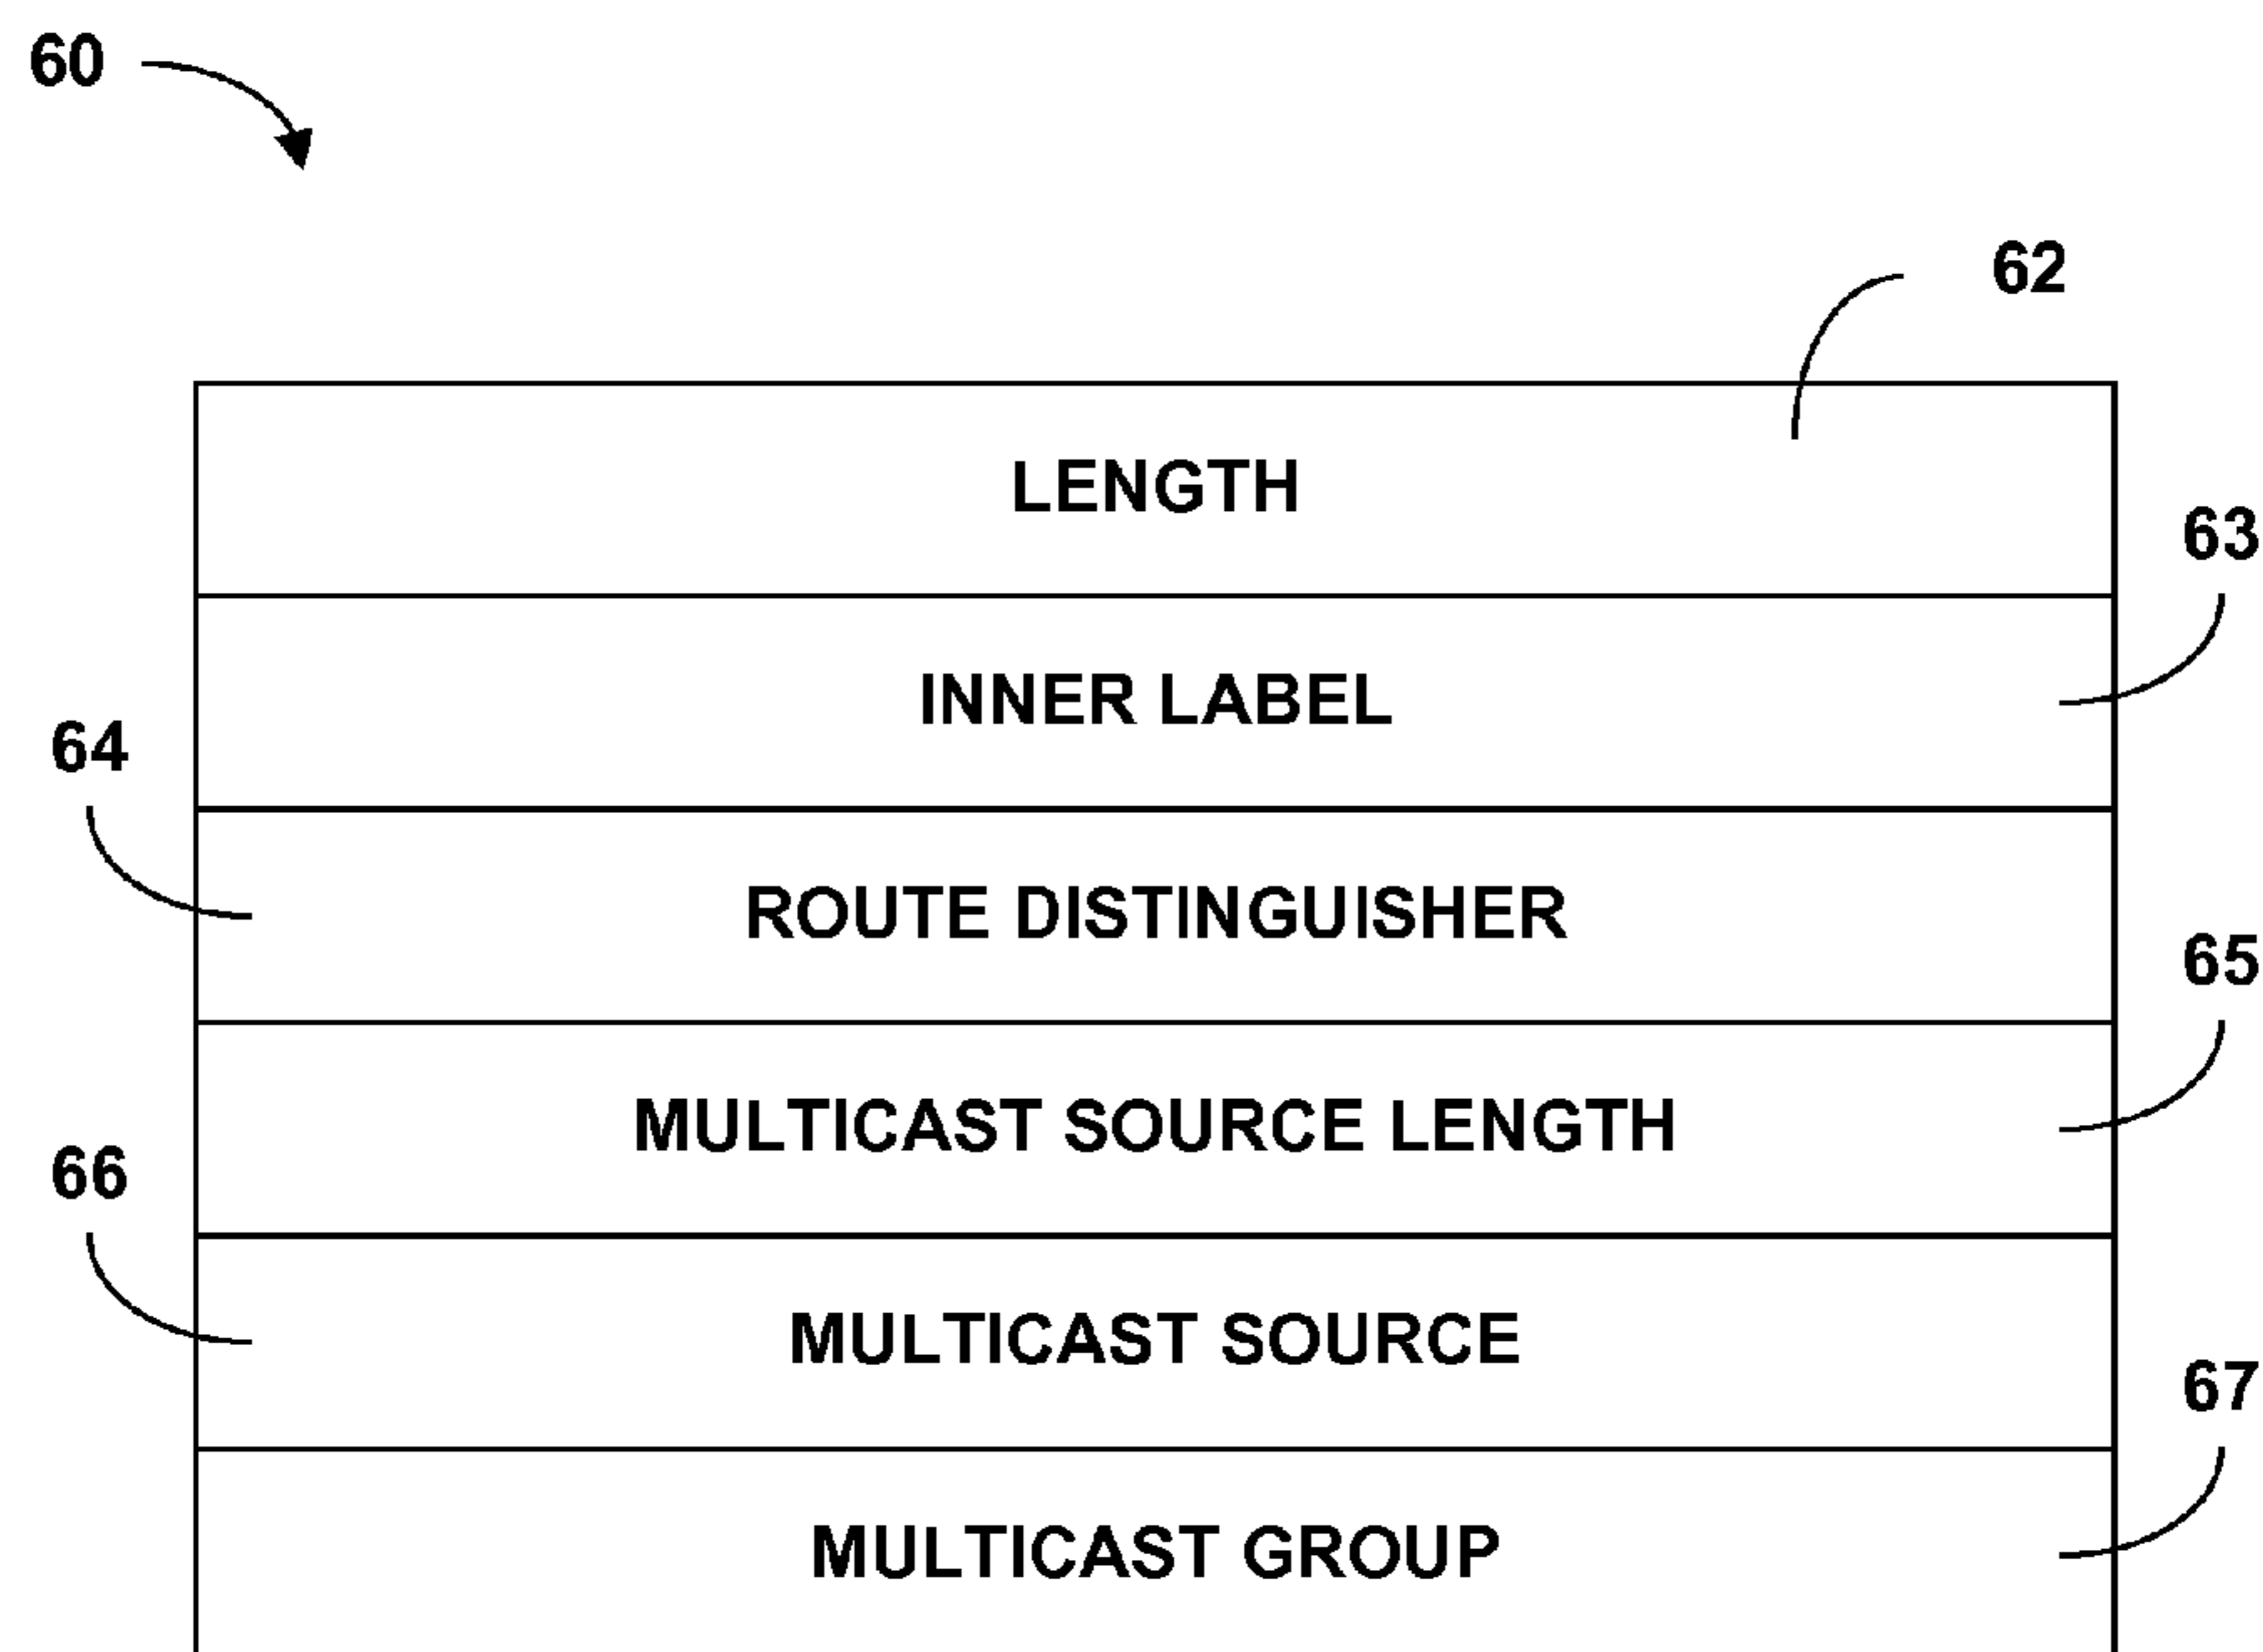 60
62
LENGTH
63
INNER LABEL
64
ROUTE DISTINGUISHER
65
MULTICAST SOURCE LENGTH
66
MULTICAST SOURCE
67
MULTICAST GROUP